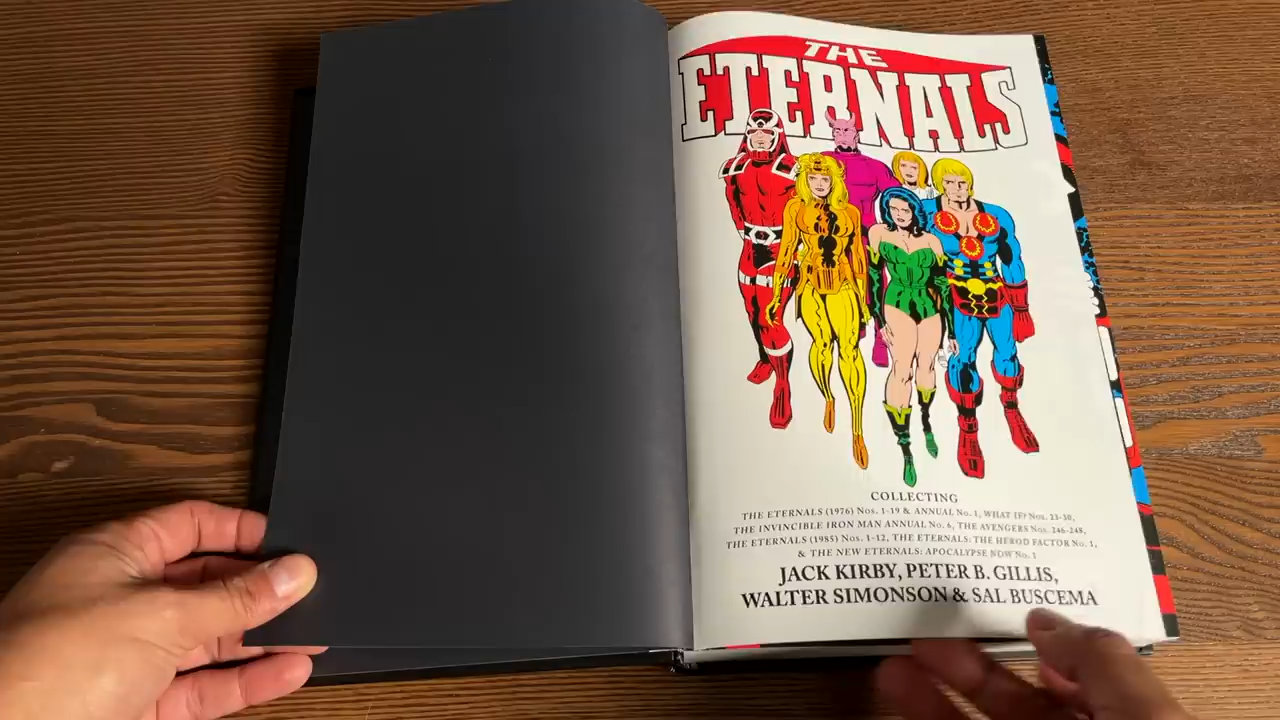 THE
ETERNALS
COLLECTING
THE ETERNALS (1976) Nos. 1-19 & ANNUAL No. 1, WHAT IF? Nos. 23-30,
THE INVINCIBLE IRON MAN ANNUAL No. 6, THE AVENGERS Nos. 246-248,
THE ETERNALS (1985) Nos. 1-12, THE ETERNALS: THE HEROD FACTOR No. 1,
& THE NEW ETERNALS: APOCALYPSE NOW No. 1
JACK KIRBY, PETER B. GILLIS,
WALTER SIMONSON & SAL BUSCEMA